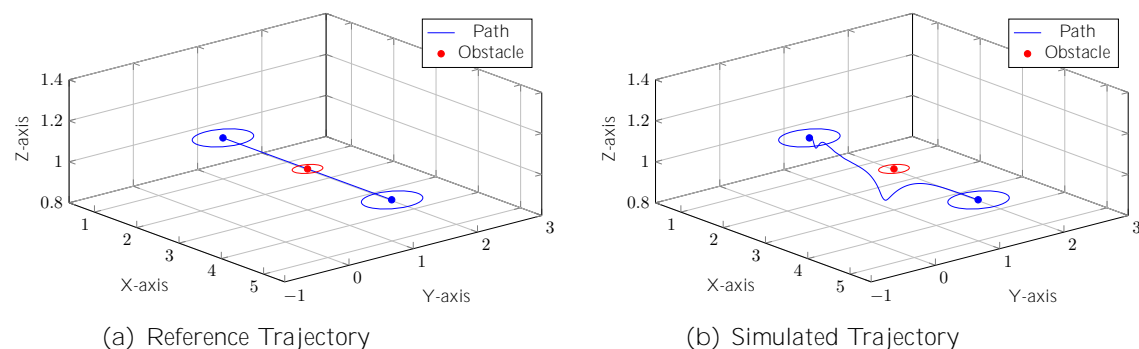 Path
Obstacle
1.4
1.2
1
0.8
Z-axis
1
2
3
4
5
X-axis
−1
0
1
2
3
Y-axis
(a) Reference Trajectory
Path
Obstacle
1.4
1.2
1
0.8
Z-axis
1
2
3
4
5
X-axis
−1
0
1
2
3
Y-axis
(b) Simulated Trajectory